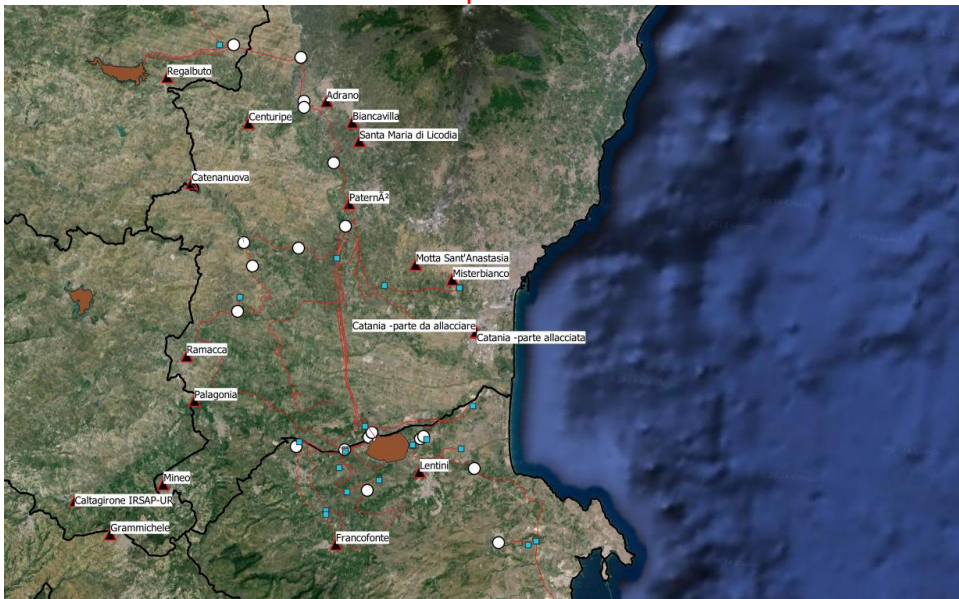 Regalbuto
Adrano
Centuripe
Biancavilla
Santa Maria di Licodia
Catenanuova
PaternÃ²
Motta Sant'Anastasia
Misterbianco
Catania -parte da allacciare
Catania -parte allacciata
Ramacca
Palagonia
Lentini
Mineo
Caltagirone IRSAP-UR
Grammichele
Francofonte